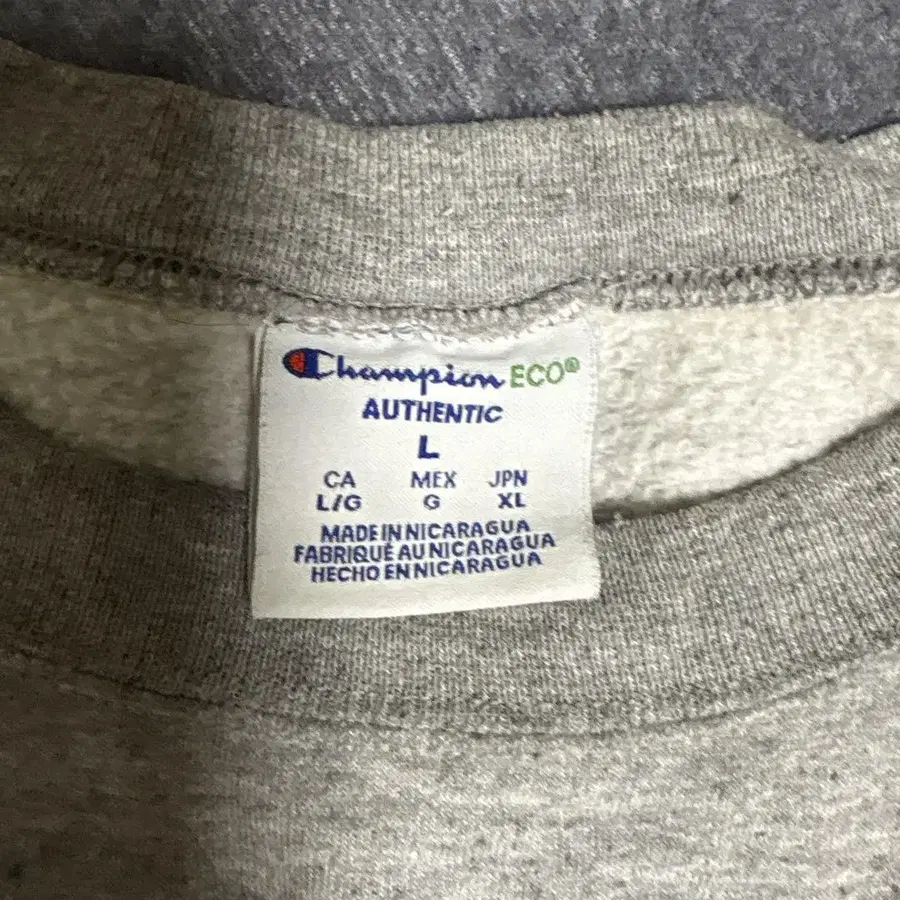 Champion ECO®
AUTHENTIC
L
CA MEX JPN
L/G G XL
MADE IN NICARAGUA
FABRIQUÉ AU NICARAGUA
HECHO EN NICARAGUA